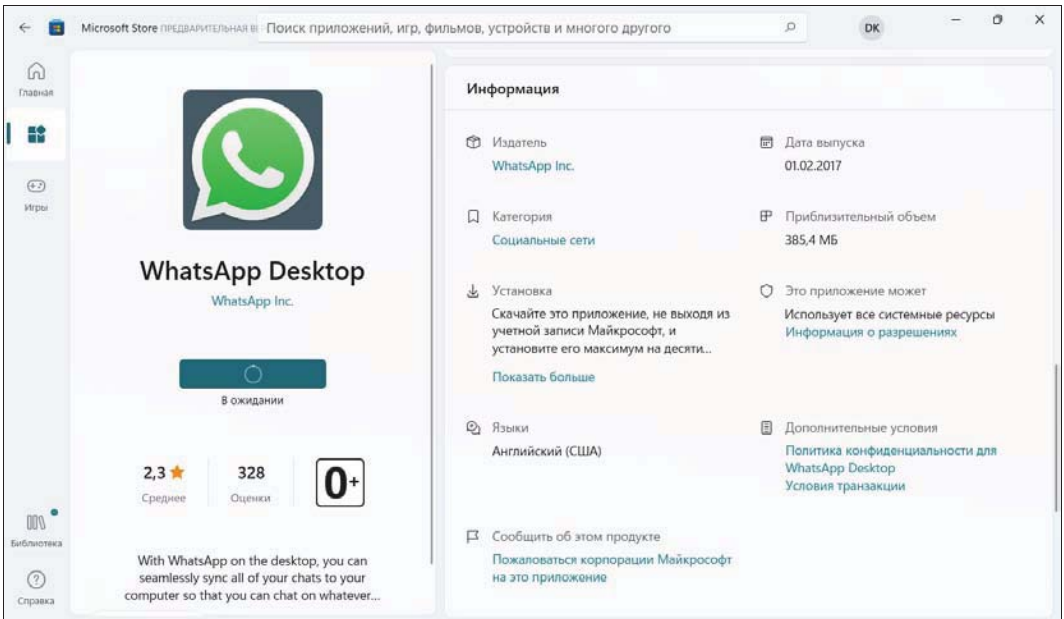 Microsoft Store ПРЕДВАРИТЕЛЬНАЯ В
Поиск приложений, игр, фильмов, устройств и многого другого
DK
Главная
Игры
Библиотека
Справка
WhatsApp Desktop
WhatsApp Inc.
В ожидании
2,3
Среднее
328
Оценки
0+
With WhatsApp on the desktop, you can
seamlessly sync all of your chats to your
computer so that you can chat on whatever...
Информация
Издатель
WhatsApp Inc.
Дата выпуска
01.02.2017
Категория
Социальные сети
Приблизительный объем
385,4 МБ
Установка
Скачайте это приложение, не выходя из
учетной записи Майкрософт, и
установите его максимум на десяти...
Показать больше
Это приложение может
Использует все системные ресурсы
Информация о разрешениях
Языки
Английский (США)
Дополнительные условия
Политика конфиденциальности для
WhatsApp Desktop
Условия транзакции
Сообщить об этом продукте
Пожаловаться корпорации Майкрософт
на это приложение